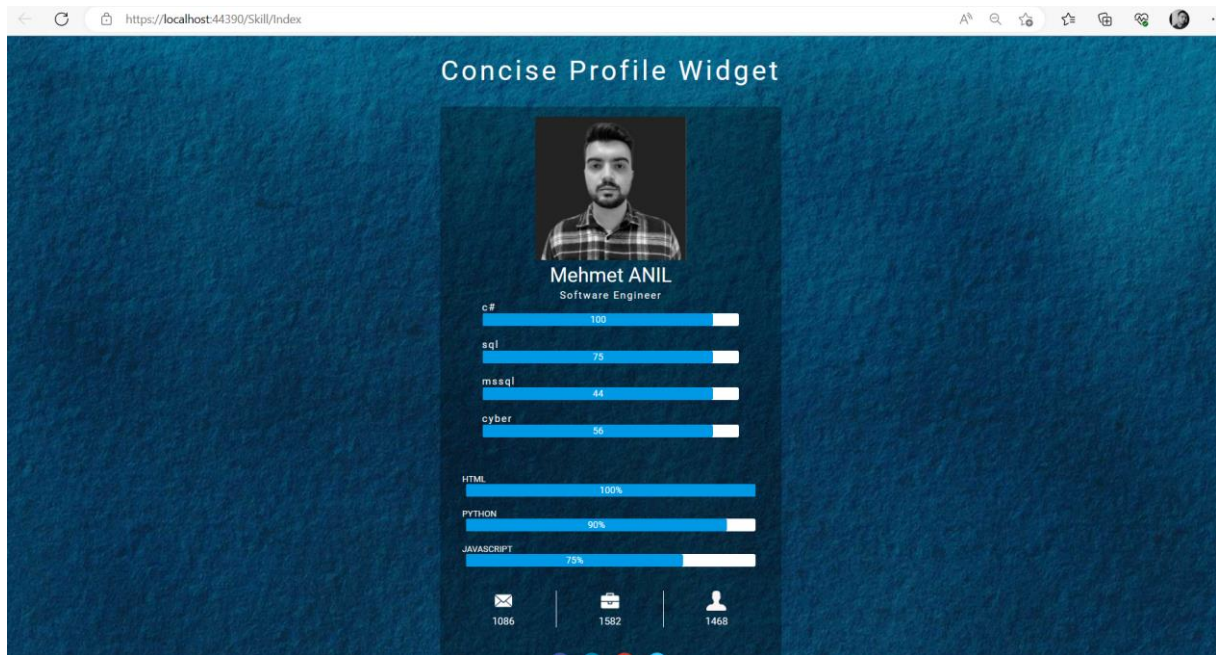 https://localhost:44390/Skill/Index
Concise Profile Widget
Mehmet ANIL
Software Engineer
c#
100
sql
75
mssql
44
cyber
56
HTML
100%
PYTHON
90%
JAVASCRIPT
75%
1086 1582 1468